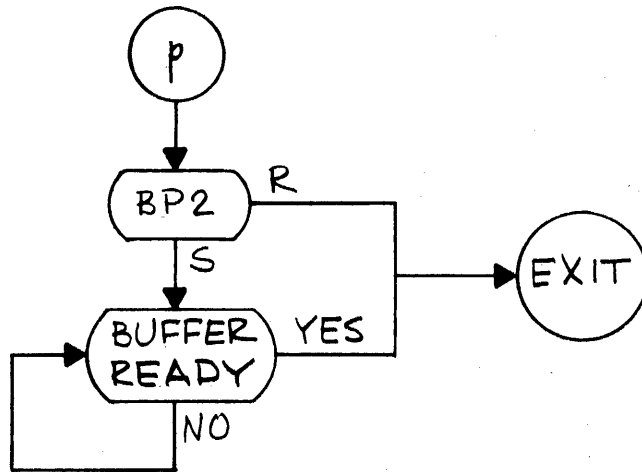 p
BP2
R
S
EXIT
BUFFER
READY
YES
NO